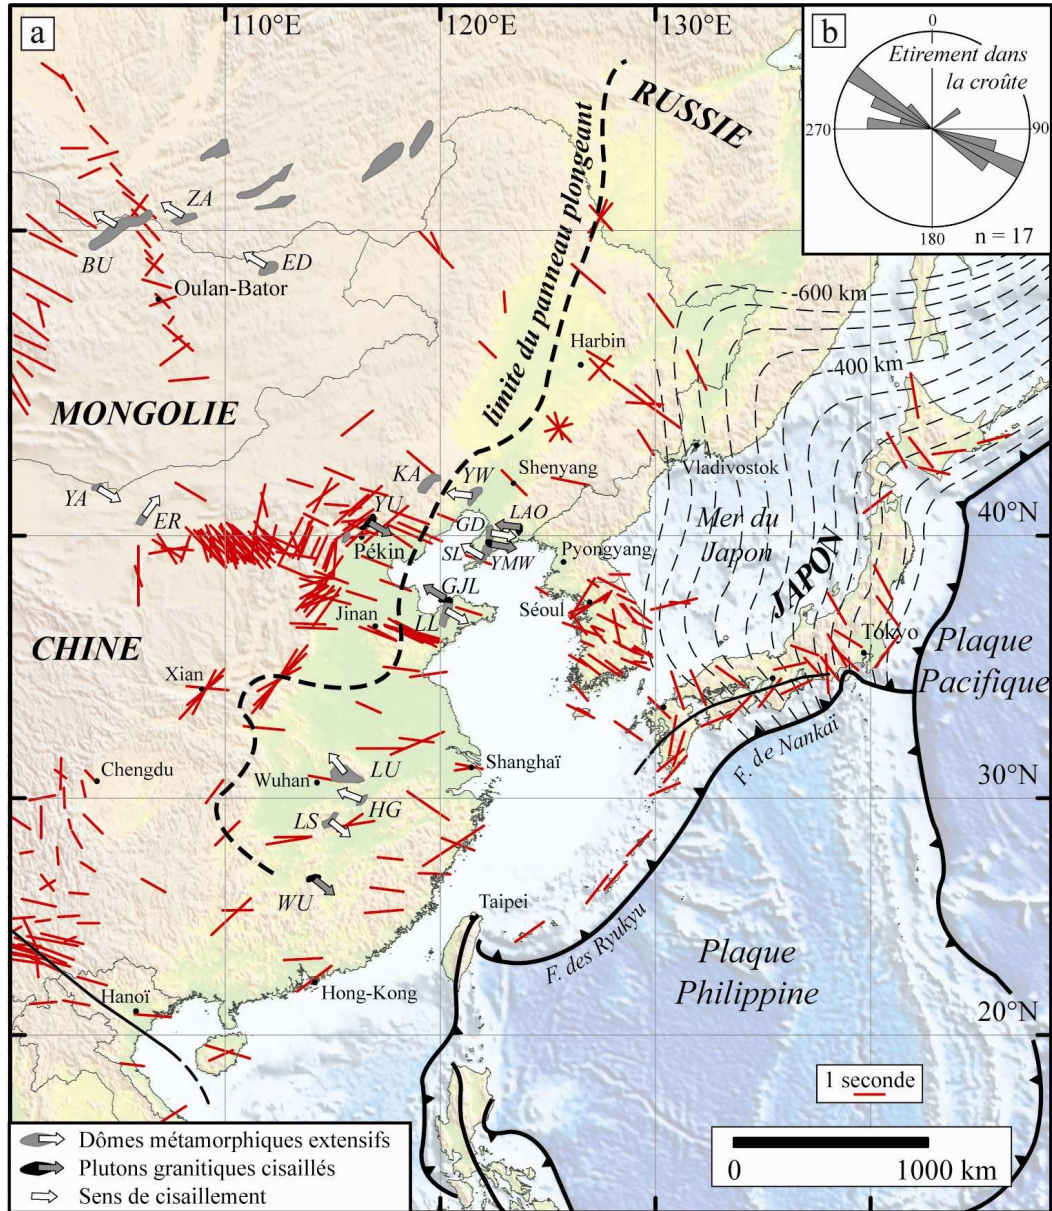 a
110°E
120°E
130°E
b
0
Etirement dans
la croûte
270
90
180
n = 17
RUSSIE
limite du panneau plongeant
ZA
BU
ED
Oulan-Bator
-600 km
Harbin
-400 km
MONGOLIE
KA
YW
Shenyang
Vladivostok
YA
ER
YU
GD
LAO
40°N
Pékin
SL
YMW
Pyongyang
Mer du
Japon
JAPON
GJL
Jinan
LL
Séoul
Tôkyo
CHINE
Xian
Plaque
Pacifique
F. de Nankaï
Chengdu
Wuhan
LU
Shanghaï
30°N
HG
LS
WU
Taipei
F. des Ryukyu
Plaque
Philippine
Hanoï
Hong-Kong
20°N
1 seconde
Dômes métamorphiques extensifs
Plutons granitiques cisaillés
Sens de cisaillement
0
1000 km